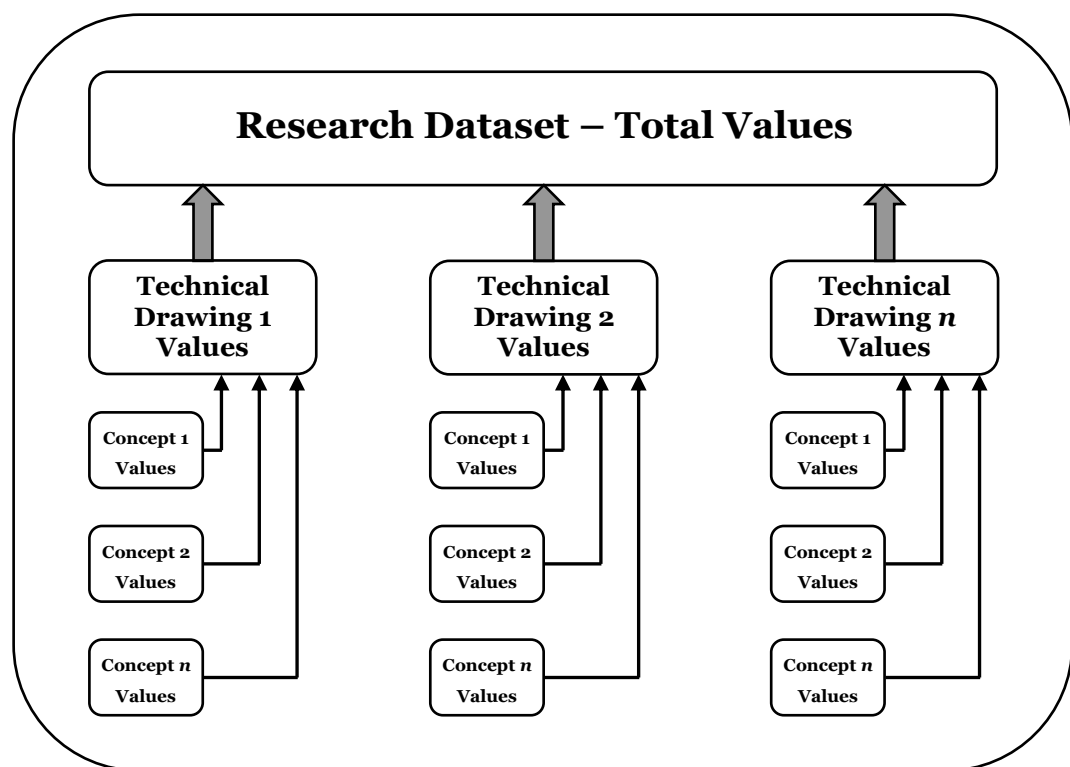 Research Dataset – Total Values
Technical
Drawing 1
Values
Technical
Drawing 2
Values
Technical
Drawing n
Values
Concept 1
Values
Concept 1
Values
Concept 1
Values
Concept 2
Values
Concept 2
Values
Concept 2
Values
Concept n
Values
Concept n
Values
Concept n
Values